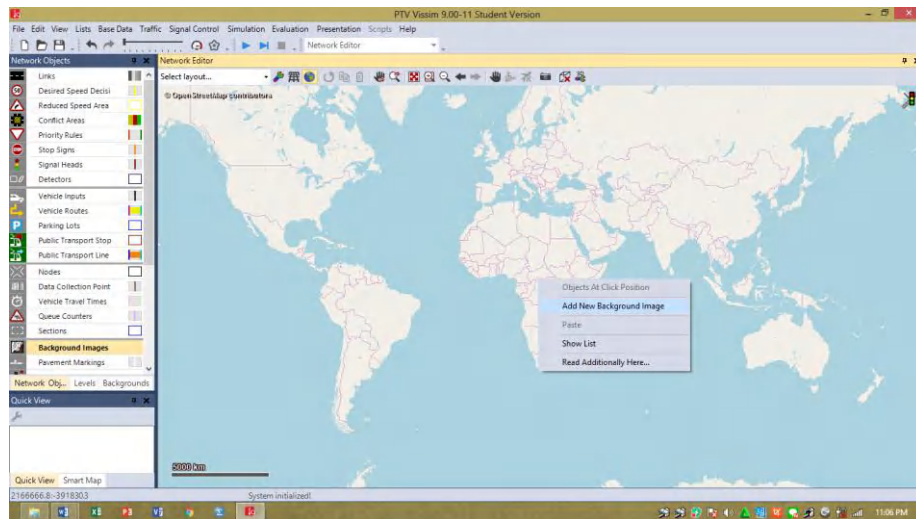 PTV Vissim 9.00-11 Student Version
File Edit View Lists Base Data Traffic Signal Control Simulation Evaluation Presentation Scripts Help
Network Editor
Network Objects
Network Editor
Select layout...
© OpenStreetMap contributors
Links
Desired Speed Decisi
Reduced Speed Area
Conflict Areas
Priority Rules
Stop Signs
Signal Heads
Detectors
Vehicle Inputs
Vehicle Routes
Parking Lots
Public Transport Stop
Public Transport Line
Nodes
Data Collection Point
Vehicle Travel Times
Queue Counters
Sections
Background Images
Pavement Markings
Objects At Click Position
Add New Background Image
Paste
Show List
Read Additionally Here...
Network Obj... Levels Backgrounds
Quick View
5000 km
Quick View Smart Map
2166666.8:-3918303 System initialized!
11:06 PM